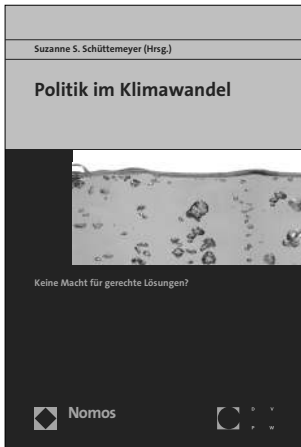 Suzanne S. Schüttemeyer (Hrsg.)
Politik im Klimawandel
Keine Macht für gerechte Lösungen?
Nomos
D V
P W